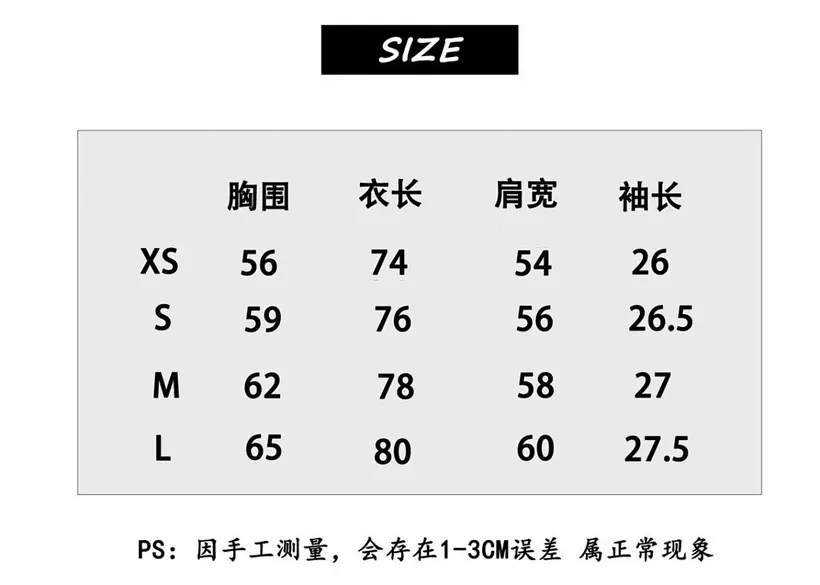 SIZE
胸围 衣长 肩宽 袖长
XS 56 74 54 26
S 59 76 56 26.5
M 62 78 58 27
L 65 80 60 27.5
PS：因手工测量，会存在1-3CM误差 属正常现象